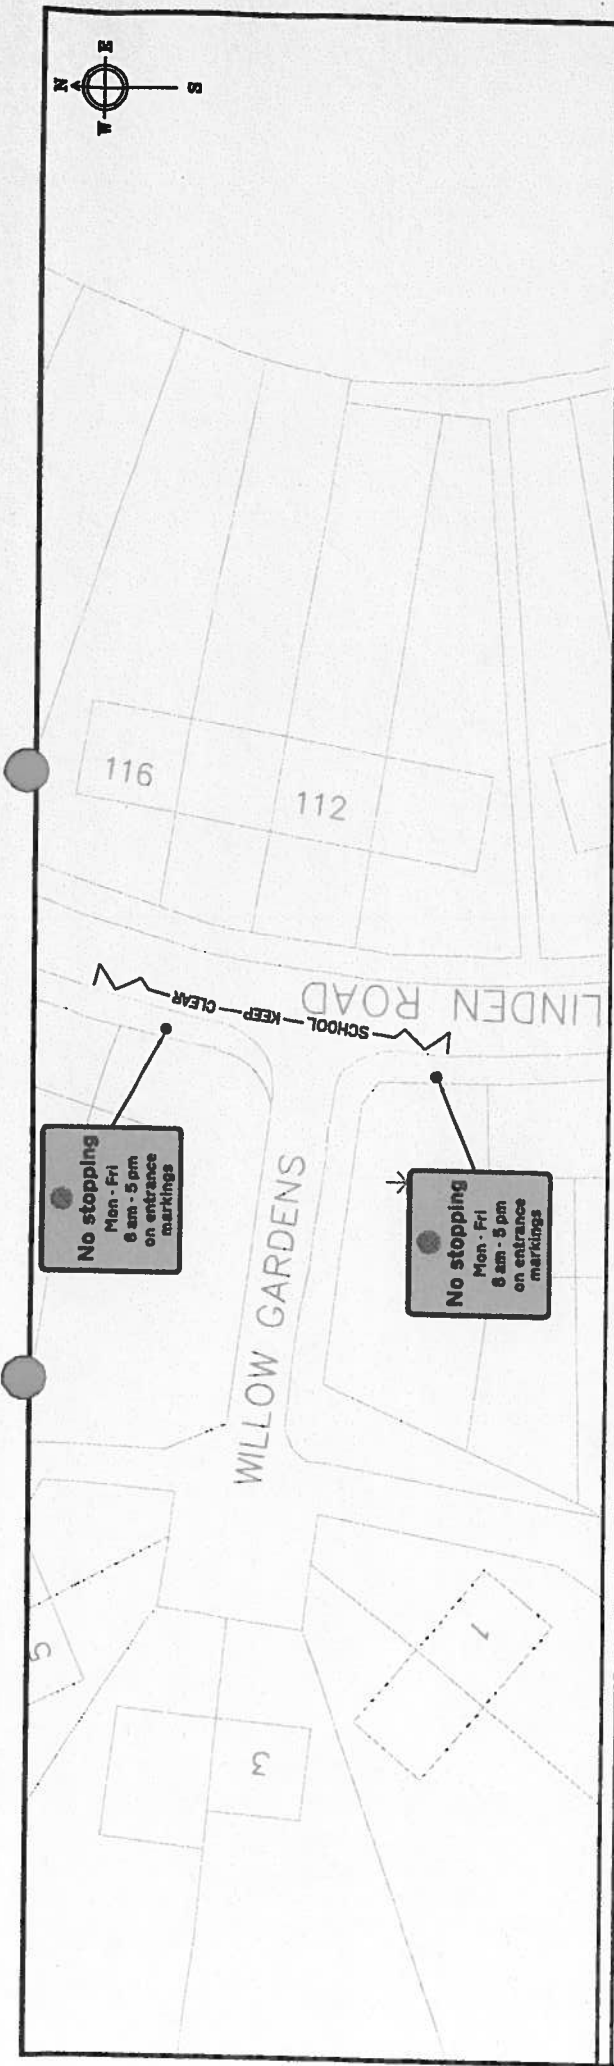 N
E
W
S
116
112
SCHOOL KEEP CLEAR
LINDEN ROAD
No stopping
Mon - Fri
8 am - 5 pm
on entrance
markings
No stopping
Mon - Fri
8 am - 5 pm
on entrance
markings
WILLOW GARDENS
5
3
1